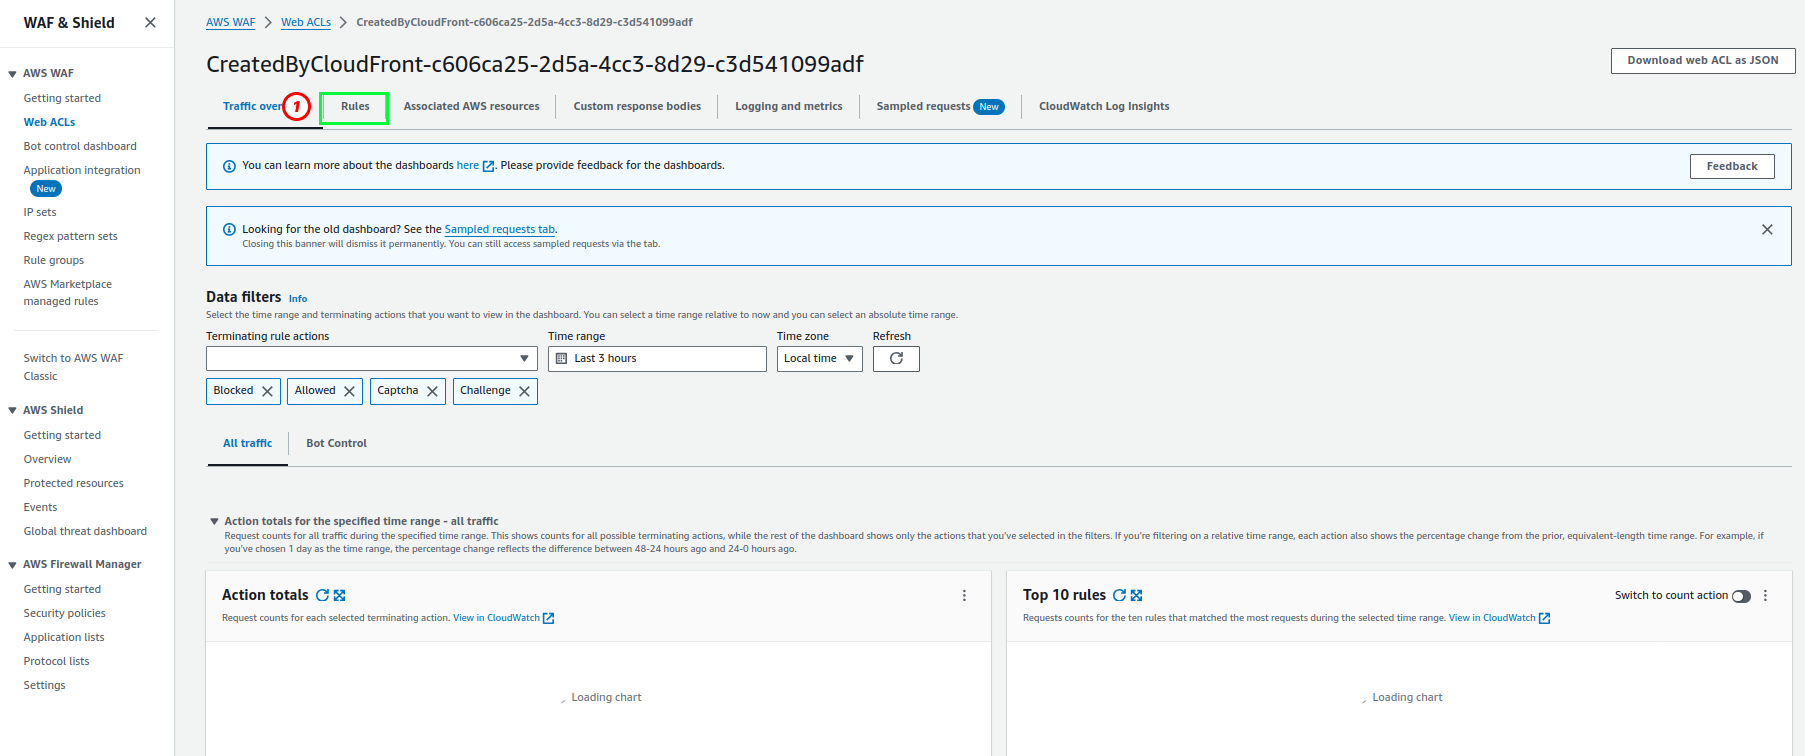 WAF & Shield
AWS WAF
Getting started
Web ACLs
Bot control dashboard
Application integration
New
IP sets
Regex pattern sets
Rule groups
AWS Marketplace
managed rules
Switch to AWS WAF
Classic
AWS Shield
Getting started
Overview
Protected resources
Events
Global threat dashboard
AWS Firewall Manager
Getting started
Security policies
Application lists
Protocol lists
Settings
AWS WAF > Web ACLs > CreatedByCloudFront-c606ca25-2d5a-4cc3-8d29-c3d541099adf
CreatedByCloudFront-c606ca25-2d5a-4cc3-8d29-c3d541099adf
Download web ACL as JSON
Traffic over 1 Rules Associated AWS resources Custom response bodies Logging and metrics Sampled requests New CloudWatch Log Insights
You can learn more about the dashboards here. Please provide feedback for the dashboards.
Feedback
Looking for the old dashboard? See the Sampled requests tab.
Closing this banner will dismiss it permanently. You can still access sampled requests via the tab.
Data filters Info
Select the time range and terminating actions that you want to view in the dashboard. You can select a time range relative to now and you can select an absolute time range.
Terminating rule actions Time range Time zone Refresh
Last 3 hours Local time
Blocked Allowed Captcha Challenge
All traffic Bot Control
Action totals for the specified time range - all traffic
Request counts for all traffic during the specified time range. This shows counts for all possible terminating actions, while the rest of the dashboard shows only the actions that you've selected in the filters. If you're filtering on a relative time range, each action also shows the percentage change from the prior, equivalent-length time range. For example, if
you've chosen 1 day as the time range, the percentage change reflects the difference between 48-24 hours ago and 24-0 hours ago.
Action totals
Request counts for each selected terminating action. View in CloudWatch
Loading chart
Top 10 rules
Switch to count action
Requests counts for the ten rules that matched the most requests during the selected time range. View in CloudWatch
Loading chart